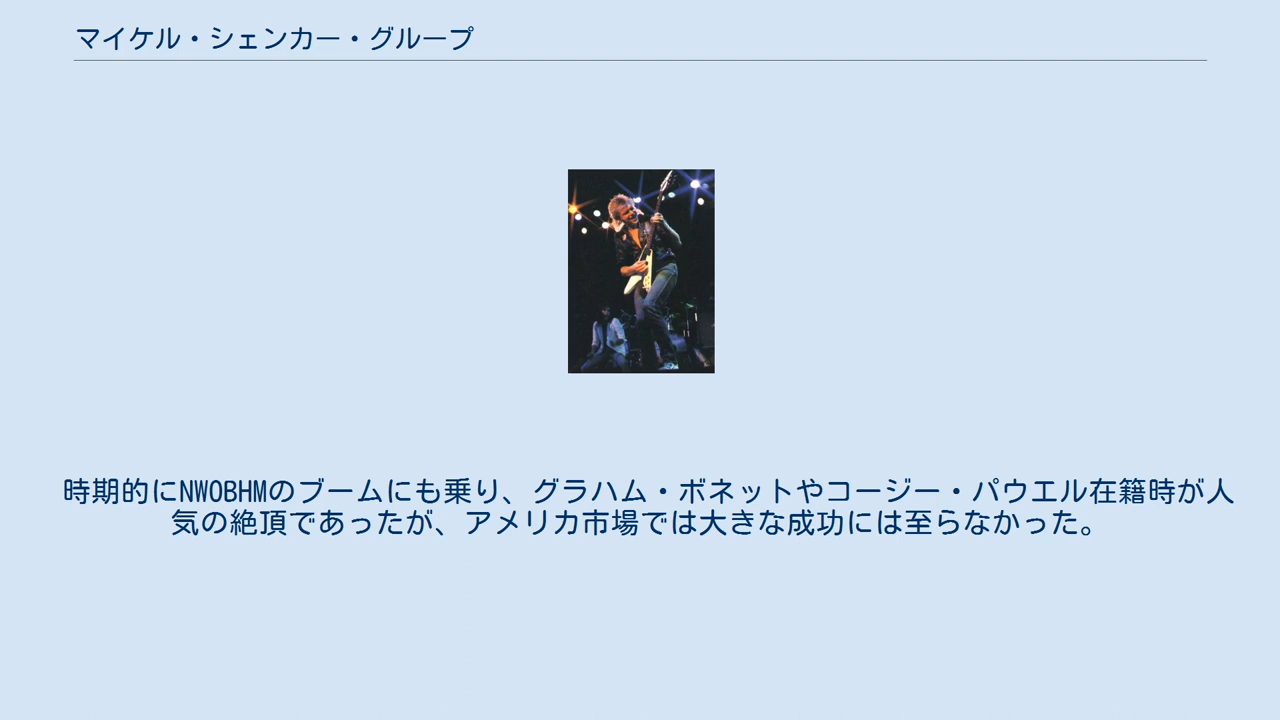 マイケル・シェンカー・グループ
時期的にNWOBHMのブームにも乗り、グラハム・ボネットやコージー・パウエル在籍時が人
気の絶頂であったが、アメリカ市場では大きな成功には至らなかった。